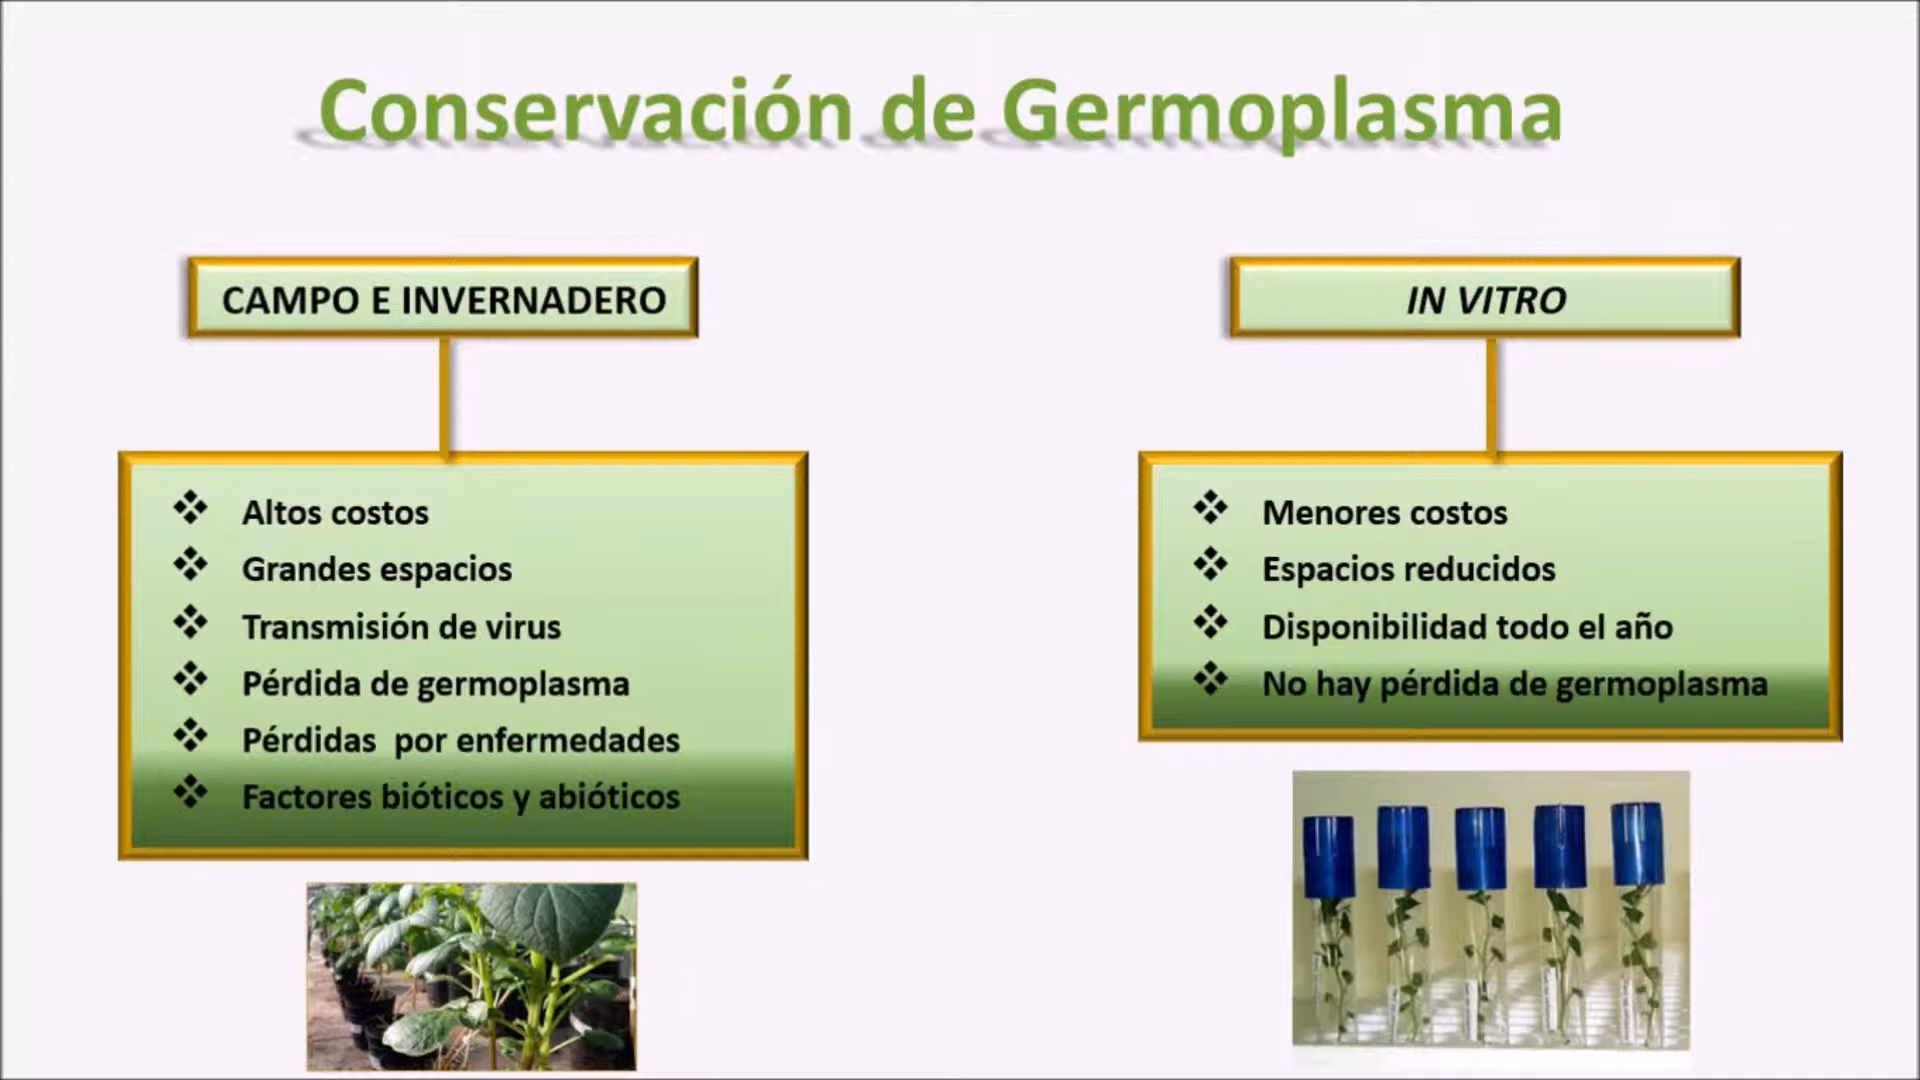 Conservación de Germoplasma
CAMPO E INVERNADERO
Altos costos
Grandes espacios
Transmisión de virus
Pérdida de germoplasma
Pérdidas por enfermedades
Factores bióticos y abióticos
IN VITRO
Menores costos
Espacios reducidos
Disponibilidad todo el año
No hay pérdida de germoplasma